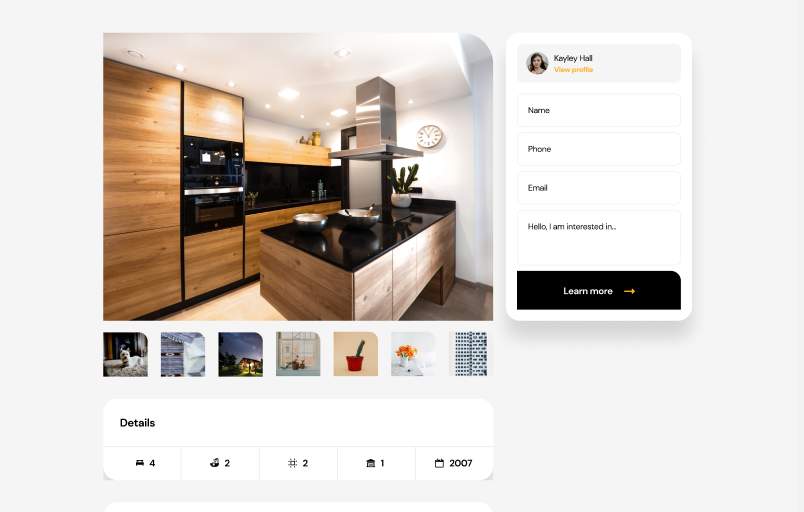 Kayley Hall
View profile
Name
Phone
Email
Hello, I am interested in...
Learn more
Details
4
2
2
1
2007